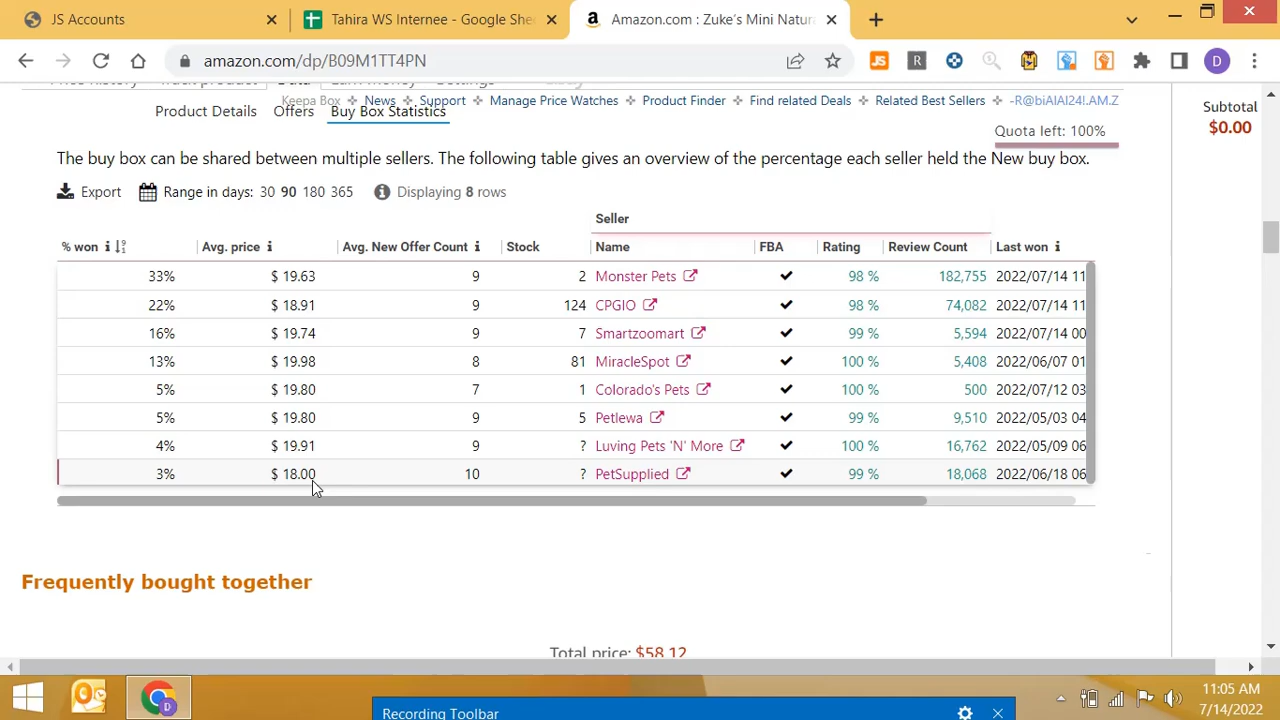 JS Accounts
Tahira WS Internee - Google She
Amazon.com : Zuke's Mini Natur
amazon.com/dp/B09M1TT4PN
Keepa Box News Support Manage Price Watches Product Finder Find related Deals Related Best Sellers -R@biAlAl24!.AM.Z
Product Details Offers Buy Box Statistics
Quota left: 100%
Subtotal
$0.00
The buy box can be shared between multiple sellers. The following table gives an overview of the percentage each seller held the New buy box.
Export Range in days: 30 90 180 365 Displaying 8 rows
Seller
% won Avg. price Avg. New Offer Count Stock Name FBA Rating Review Count Last won
33% $ 19.63 9 2 Monster Pets ✔ 98 % 182,755 2022/07/14 11
22% $ 18.91 9 124 CPGIO ✔ 98 % 74,082 2022/07/14 11
16% $ 19.74 9 7 Smartzoomart ✔ 99 % 5,594 2022/07/14 00
13% $ 19.98 8 81 MiracleSpot ✔ 100 % 5,408 2022/06/07 01
5% $ 19.80 7 1 Colorado's Pets ✔ 100 % 500 2022/07/12 03
5% $ 19.80 9 5 Petlewa ✔ 99 % 9,510 2022/05/03 04
4% $ 19.91 9 ? Luving Pets 'N' More ✔ 100 % 16,762 2022/05/09 06
3% $ 18.00 10 ? PetSupplied ✔ 99 % 18,068 2022/06/18 06
Frequently bought together
Total price: $58.12
Recording Toolbar
11:05 AM
7/14/2022